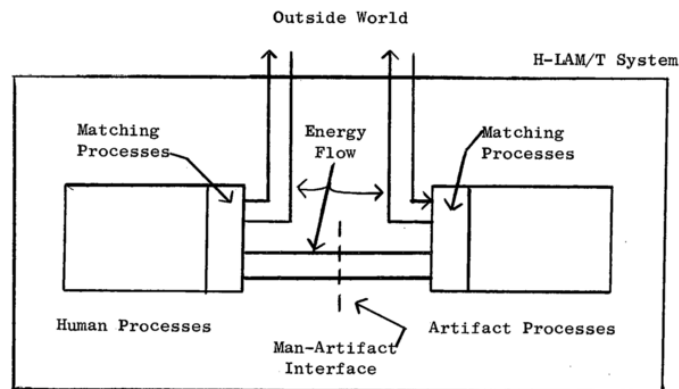 Outside World
H-LAM/T System
Matching
Processes
Energy
Flow
Matching
Processes
Human Processes
Man-Artifact
Interface
Artifact Processes